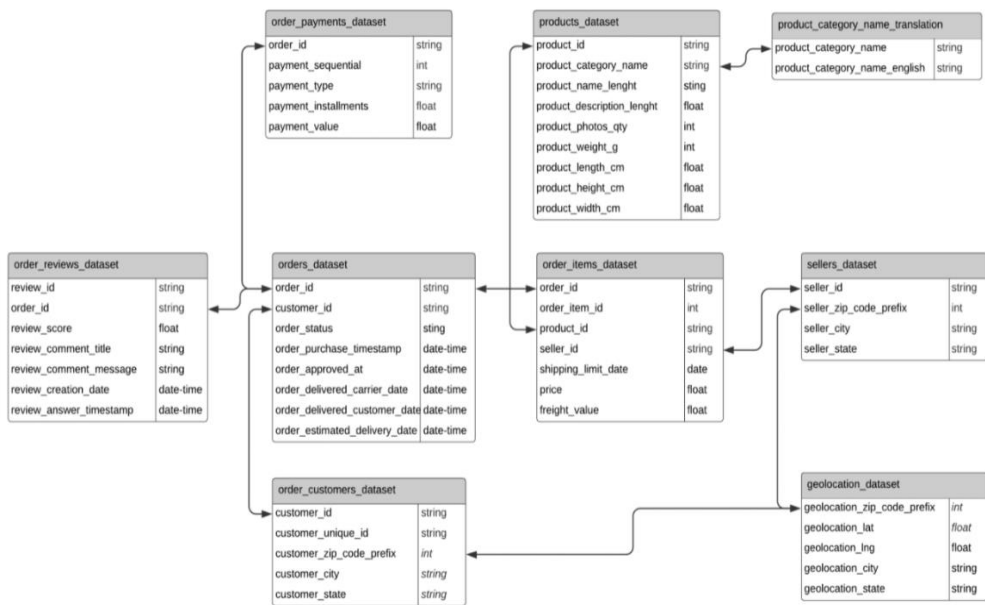 order_payments_dataset
order_id string
payment_sequential int
payment_type string
payment_installments float
payment_value float
products_dataset
product_id string
product_category_name string
product_name_lenght sting
product_description_lenght float
product_photos_qty int
product_weight_g int
product_length_cm float
product_height_cm float
product_width_cm float
product_category_name_translation
product_category_name string
product_category_name_english string
order_reviews_dataset
review_id string
order_id string
review_score float
review_comment_title string
review_comment_message string
review_creation_date date-time
review_answer_timestamp date-time
orders_dataset
order_id string
customer_id string
order_status sting
order_purchase_timestamp date-time
order_approved_at date-time
order_delivered_carrier_date date-time
order_delivered_customer_date date-time
order_estimated_delivery_date date-time
order_items_dataset
order_id string
order_item_id int
product_id string
seller_id string
shipping_limit_date date
price float
freight_value float
sellers_dataset
seller_id string
seller_zip_code_prefix int
seller_city string
seller_state string
order_customers_dataset
customer_id string
customer_unique_id string
customer_zip_code_prefix int
customer_city string
customer_state string
geolocation_dataset
geolocation_zip_code_prefix int
geolocation_lat float
geolocation_lng float
geolocation_city string
geolocation_state string